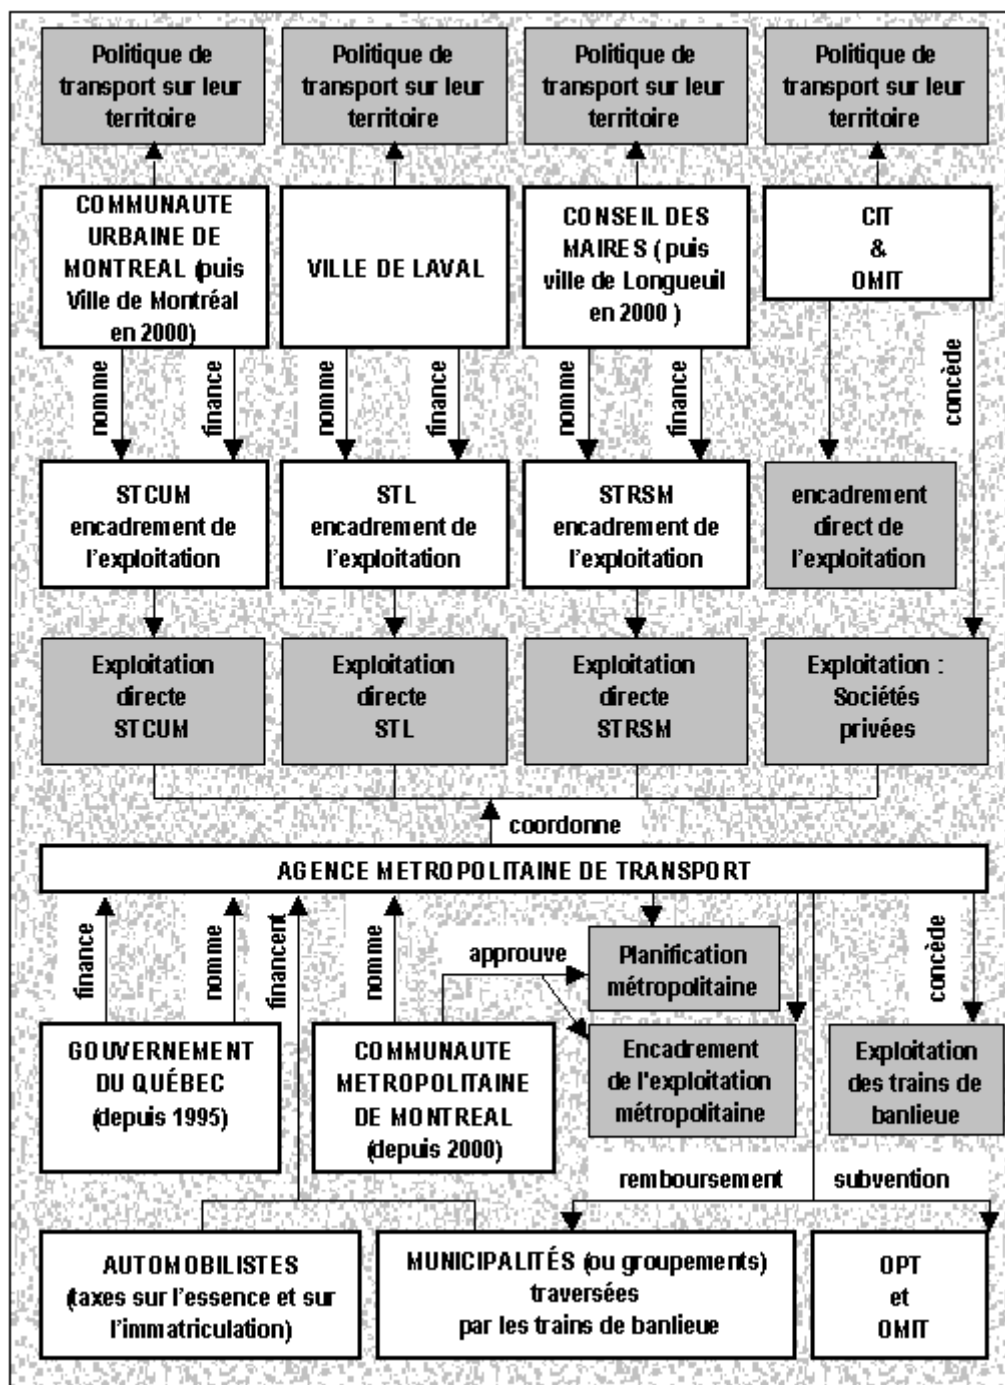 Politique de
transport sur leur
territoire
Politique de
transport sur leur
territoire
Politique de
transport sur leur
territoire
Politique de
transport sur leur
territoire
COMMUNAUTE
URBAINE DE
MONTREAL (puis
Ville de Montréal
en 2000)
VILLE DE LAVAL
CONSEIL DES
MAIRES ( puis
ville de Longueuil
en 2000 )
CIT
&
OMIT
nomme
finance
nomme
finance
nomme
finance
concède
STCUM
encadrement de
l'exploitation
STL
encadrement de
l'exploitation
STRSM
encadrement de
l'exploitation
encadrement
direct de
l'exploitation
Exploitation
directe
STCUM
Exploitation
directe
STL
Exploitation
directe
STRSM
Exploitation :
Sociétés
privées
coordonne
AGENCE METROPOLITAINE DE TRANSPORT
finance
nomme
financent
nomme
approuve
concède
Planification
métropolitaine
GOUVERNEMENT
DU QUÉBEC
(depuis 1995)
COMMUNAUTE
METROPOLITAINE
DE MONTREAL
(depuis 2000)
Encadrement
de l'exploitation
métropolitaine
Exploitation
des trains de
banlieue
remboursement
subvention
AUTOMOBILISTES
(taxes sur l'essence et sur
l'immatriculation)
MUNICIPALITÉS (ou groupements)
traversées
par les trains de banlieue
OPT
et
OMIT